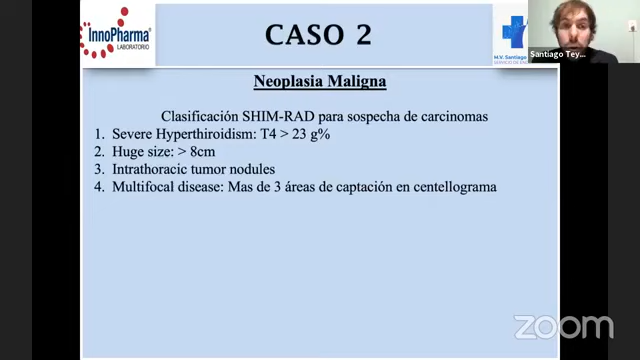 InnoPharma
LABORATORIO
CASO 2
M.V. Santiago
SERVICIO DE
Santiago Tey...
Neoplasia Maligna
Clasificación SHIM-RAD para sospecha de carcinomas
1. Severe Hyperthiroidism: T4 > 23 g%
2. Huge size: > 8cm
3. Intrathoracic tumor nodules
4. Multifocal disease: Mas de 3 áreas de captación en centellograma
zoom